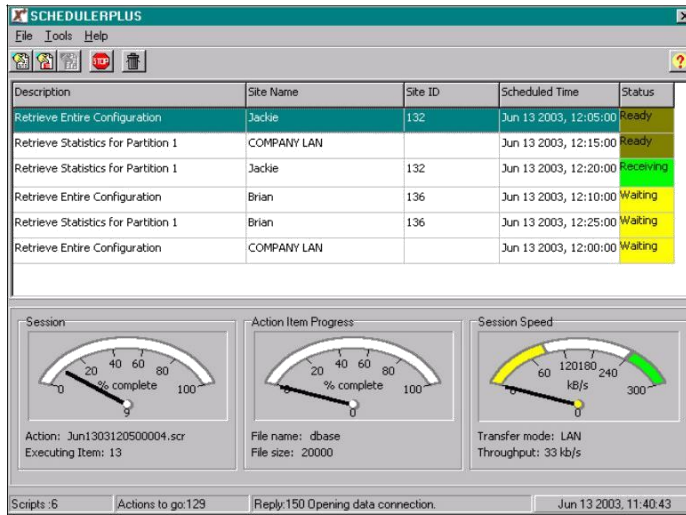 SCHEDULERPLUS
File Tools Help
STOP
?
Description Site Name Site ID Scheduled Time Status
Retrieve Entire Configuration Jackie 132 Jun 13 2003, 12:05:00 Ready
Retrieve Statistics for Partition 1 COMPANY LAN Jun 13 2003, 12:15:00 Ready
Retrieve Statistics for Partition 1 Jackie 132 Jun 13 2003, 12:20:00 Receiving
Retrieve Entire Configuration Brian 136 Jun 13 2003, 12:10:00 Waiting
Retrieve Statistics for Partition 1 Brian 136 Jun 13 2003, 12:25:00 Waiting
Retrieve Entire Configuration COMPANY LAN Jun 13 2003, 12:00:00 Waiting
Session
0 20 40 60 80 100
% complete
9
Action: Jun1303120500004.scr
Executing Item: 13
Action Item Progress
0 20 40 60 80 100
% complete
0
File name: dbase
File size: 20000
Session Speed
0 60 120 180 240 300
kB/s
0
Transfer mode: LAN
Throughput: 33 kb/s
Scripts :6 Actions to go:129 Reply:150 Opening data connection. Jun 13 2003, 11:40:43